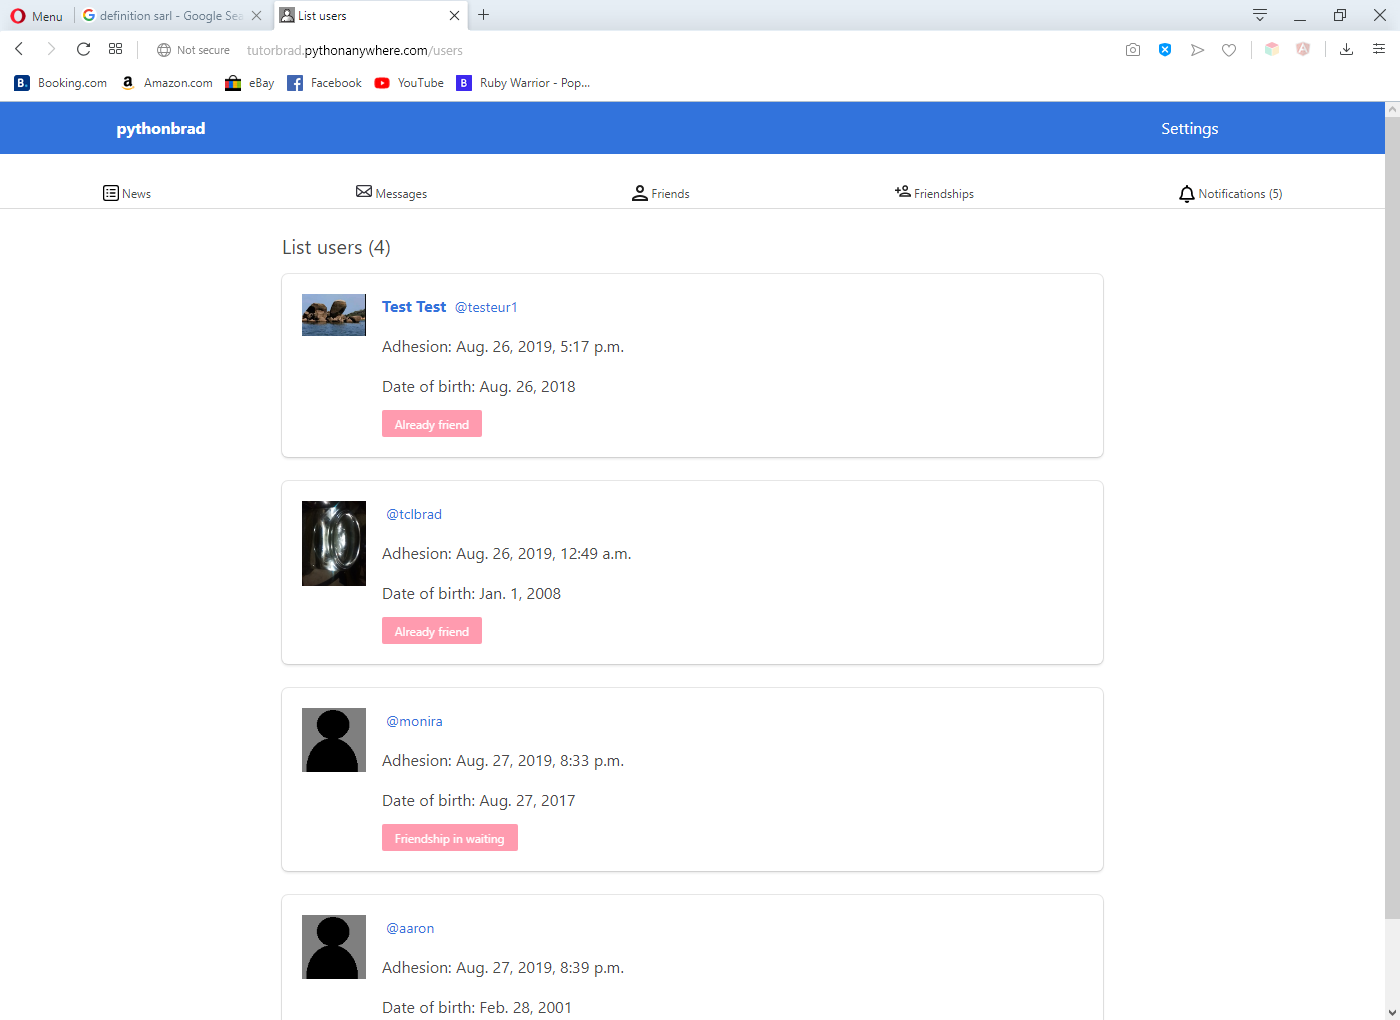 Menu
definition sarl - Google Sea
List users
Not secure
tutorbrad.pythonanywhere.com/users
B. Booking.com
a Amazon.com
eBay
Facebook
YouTube
B Ruby Warrior - Pop...
pythonbrad
Settings
News
Messages
Friends
Friendships
Notifications (5)
List users (4)
Test Test @testeur1
Adhesion: Aug. 26, 2019, 5:17 p.m.
Date of birth: Aug. 26, 2018
Already friend
10
@tclbrad
Adhesion: Aug. 26, 2019, 12:49 a.m.
Date of birth: Jan. 1, 2008
Already friend
@monira
Adhesion: Aug. 27, 2019, 8:33 p.m.
Date of birth: Aug. 27, 2017
Friendship in waiting
@aaron
Adhesion: Aug. 27, 2019, 8:39 p.m.
Date of birth: Feb. 28, 2001